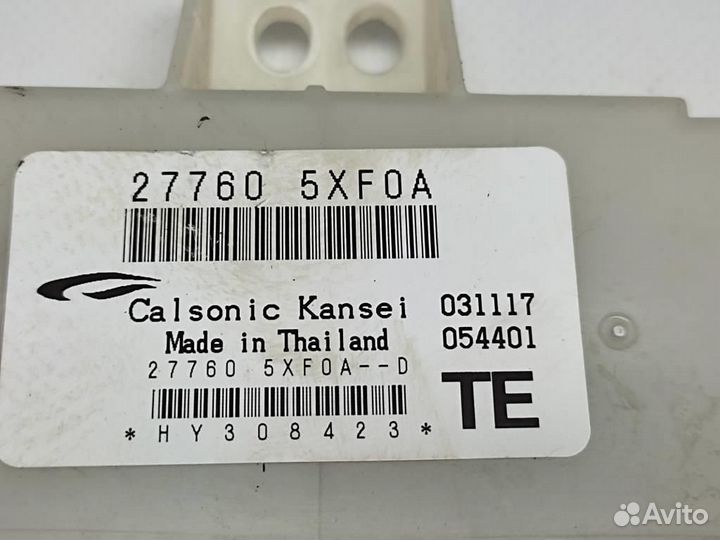 27760 5XF0A
Calsonic Kansei 031117
Made in Thailand 054401
27760 5XF0A--D
TE
*HY308423*
Avito